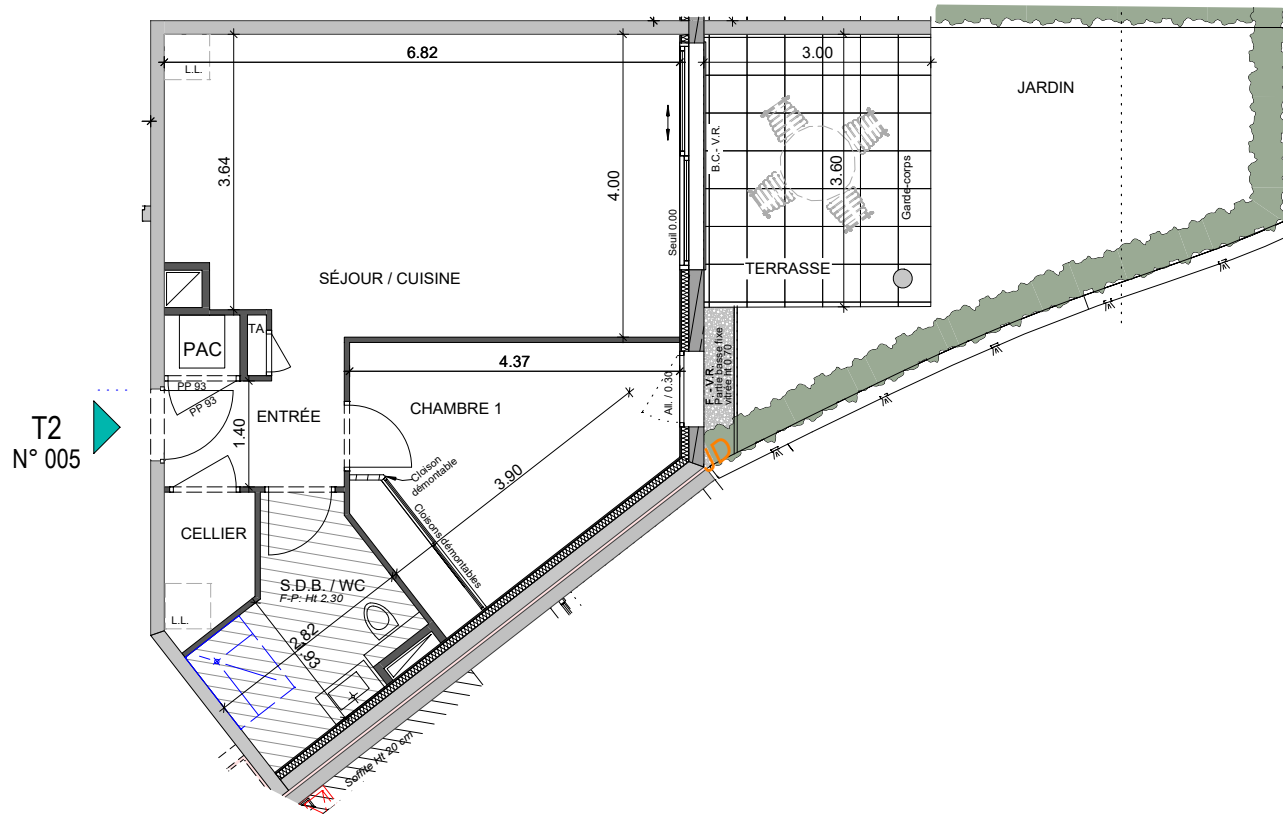 L.L.
6.82
3.00
JARDIN
3.64
4.00
B.C.- V.R.
3.60
Garde-corps
Seuil 0.00
TERRASSE
SÉJOUR / CUISINE
TA
PAC
PP 93
PP 93
4.37
All. / 0.30
F. - V.R.
Partie basse fixe
vitrée Ht 0.70
CHAMBRE 1
ENTRÉE
1.40
T2
N° 005
JD
Cloison
démontable
3.90
Cloisons démontables
CELLIER
S.D.B. / WC
F-P: Ht 2.30
L.L.
2.82
1.93
Soffite Ht 20 cm